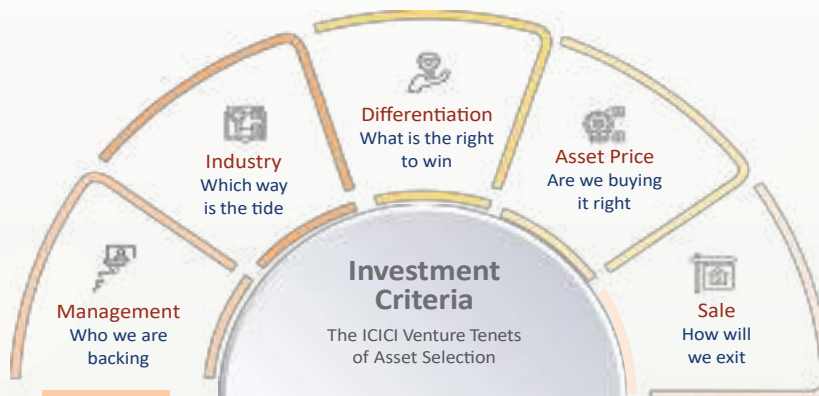 Differentiation
What is the right
to win
Industry
Which way
is the tide
Asset Price
Are we buying
it right
Management
Who we are
backing
Sale
How will
we exit
Investment
Criteria
The ICICI Venture Tenets
of Asset Selection